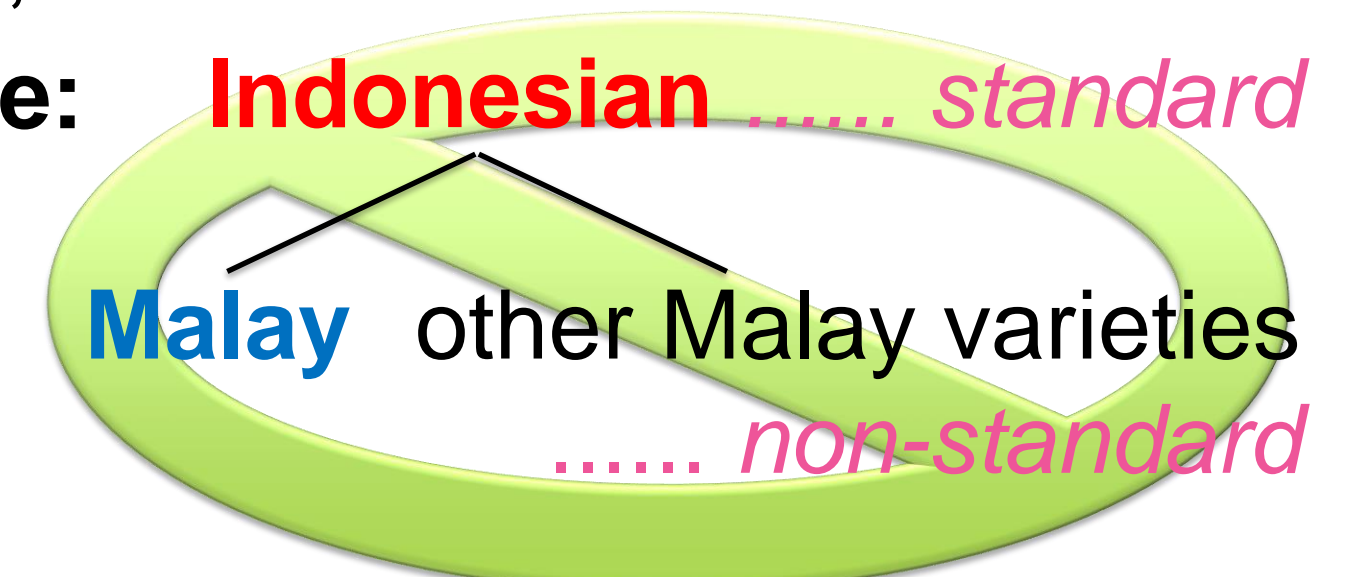 e: Indonesian ...... standard
Malay other Malay varieties
...... non-standard